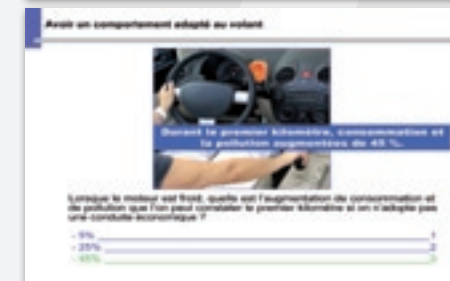 Avoir un comportement adapté au volant
Durant le premier kilomètre, consommation et
la pollution augmentées de 45 %.
Lorsque le moteur est froid, quelle est l'augmentation de consommation et
de pollution que l'on peut constater le premier kilomètre si on n'adopte pas
une conduite économique ?
- 5% 1
- 25% 2
- 45% 3